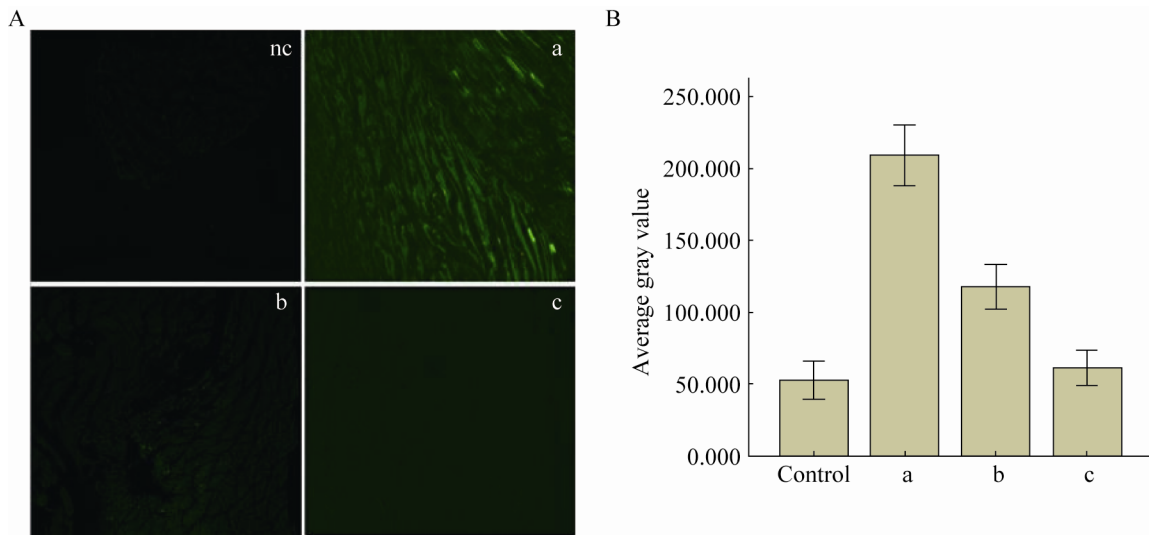 A
nc
a
b
c
B
Average gray value
250.000
200.000
150.000
100.000
50.000
0.000
Control a b c